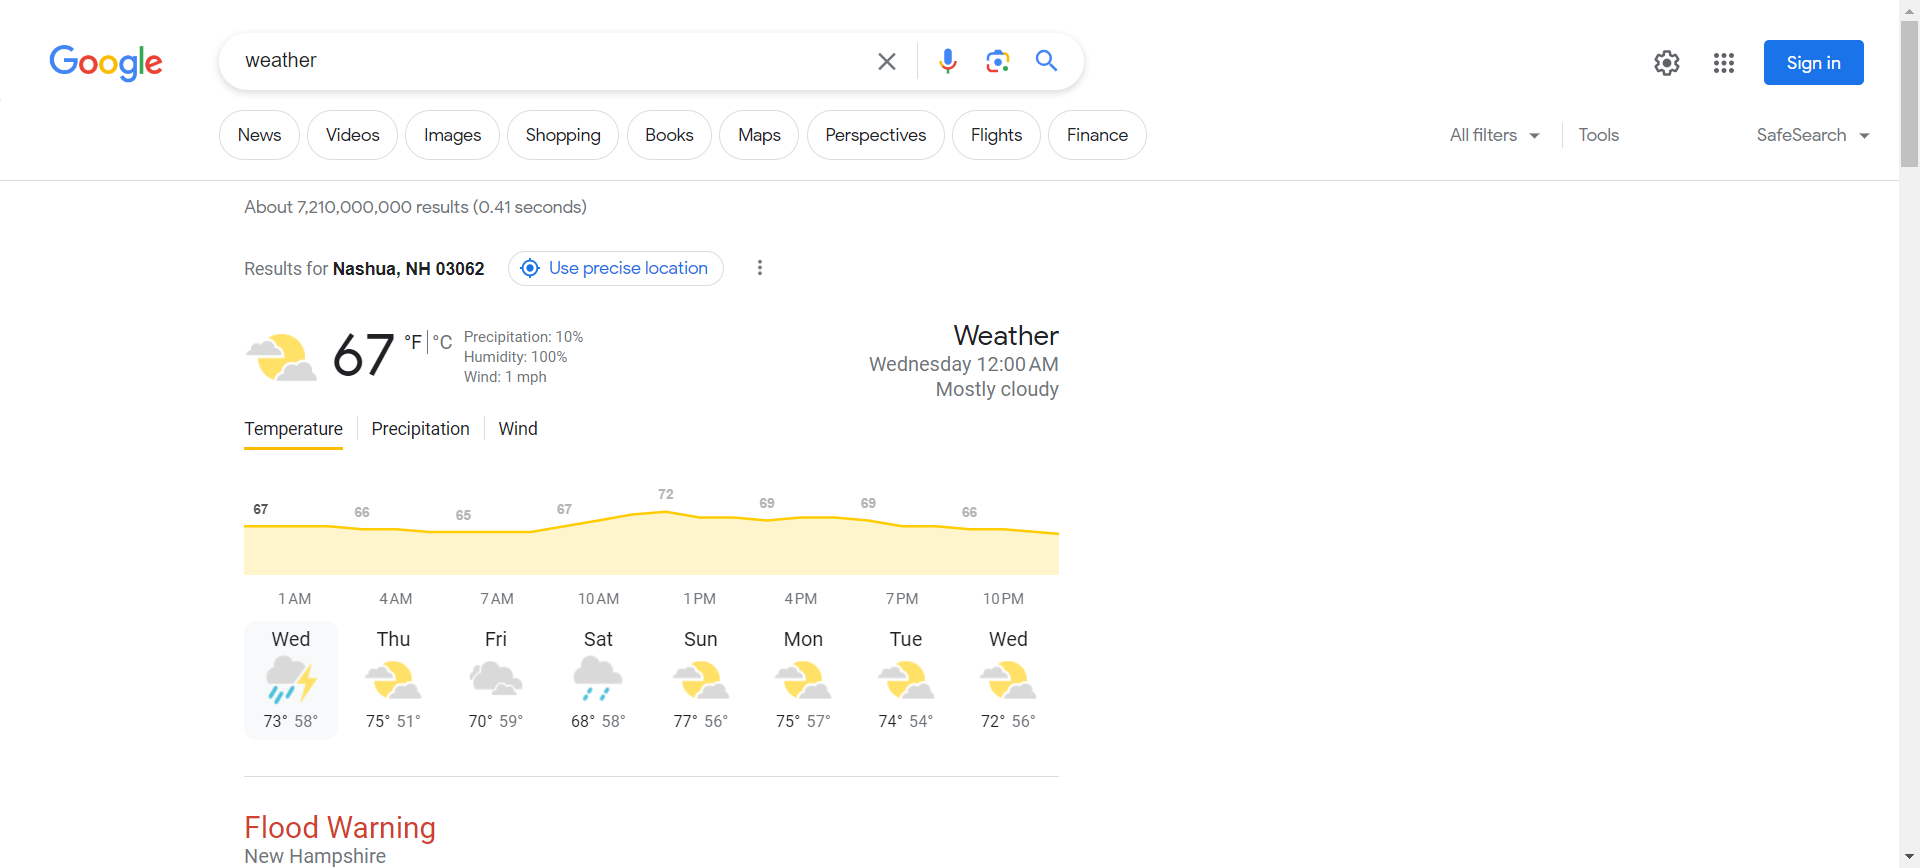 Google
weather
Sign in
News Videos Images Shopping Books Maps Perspectives Flights Finance All filters Tools SafeSearch
About 7,210,000,000 results (0.41 seconds)
Results for Nashua, NH 03062 Use precise location
67 °F °C
Precipitation: 10%
Humidity: 100%
Wind: 1 mph
Weather
Wednesday 12:00 AM
Mostly cloudy
Temperature Precipitation Wind
67 66 65 67 72 69 69 66
1 AM 4 AM 7 AM 10 AM 1 PM 4 PM 7 PM 10 PM
Wed Thu Fri Sat Sun Mon Tue Wed
73° 58° 75° 51° 70° 59° 68° 58° 77° 56° 75° 57° 74° 54° 72° 56°
Flood Warning
New Hampshire